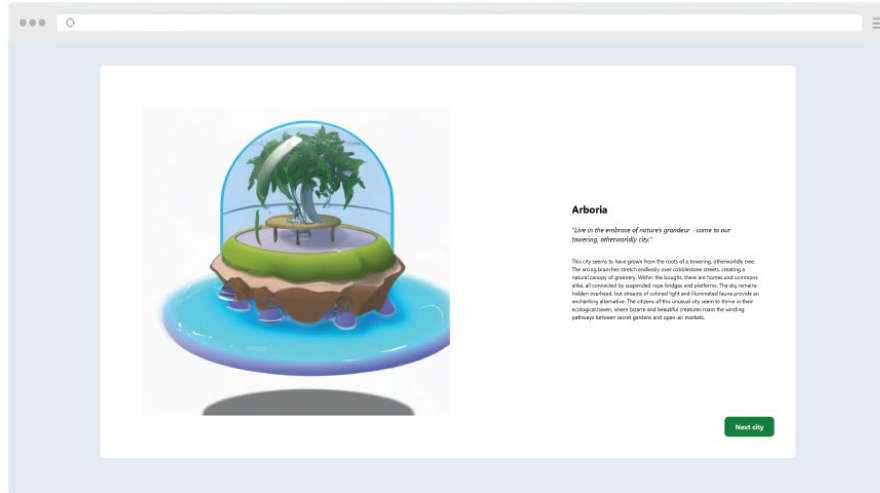 Arboria
"Live in the embrace of nature's grandeur - come to our
towering, otherworldly city."
This city seems to have grown from the roots of a towering, otherworldly tree.
The arcing branches stretch endlessly over cobblestone streets, creating a
natural canopy of greenery. Within the boughs, there are homes and commons
alike, all connected by suspended rope bridges and platforms. The sky remains
hidden overhead, but streams of colored light and illuminated fauna provide an
enchanting alternative. The citizens of this unusual city seem to thrive in their
ecological haven, where bizarre and beautiful creatures roam the winding
pathways between secret gardens and open-air markets.
Next city